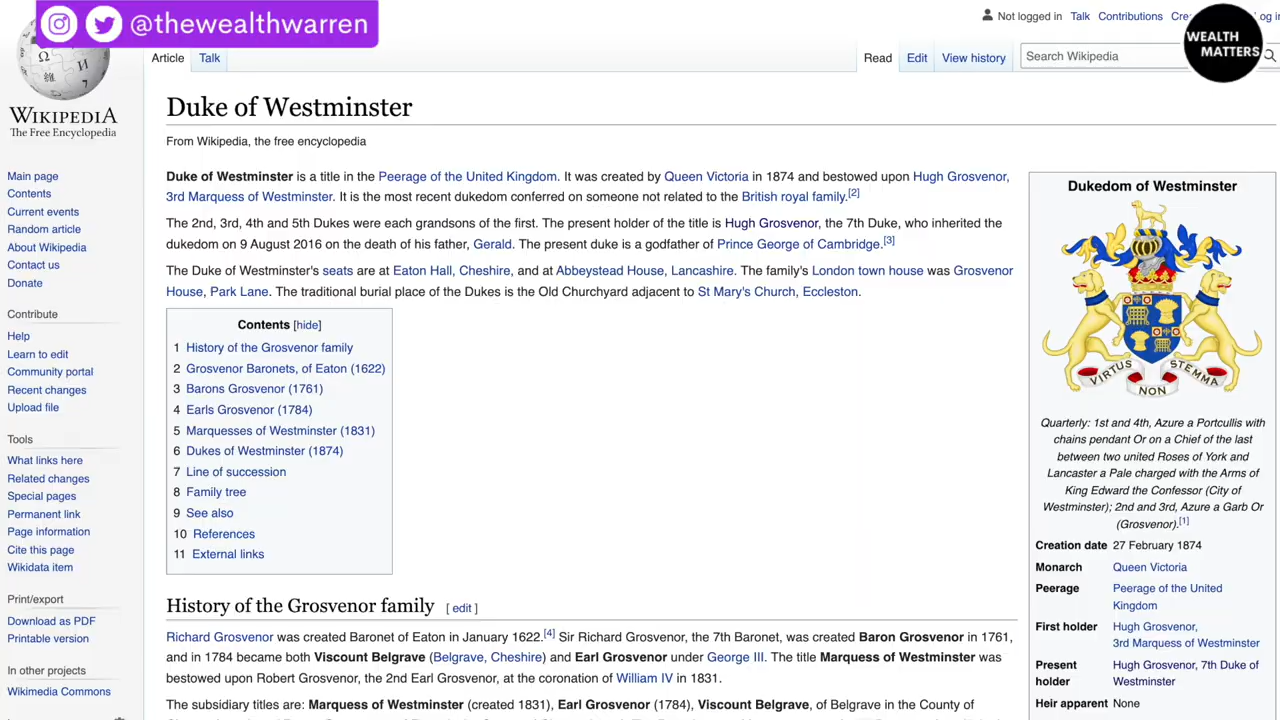 @thewealthwarren
Not logged in Talk Contributions
WEALTH
MATTERS
Article Talk
Read Edit View history
Search Wikipedia
WIKIPEDIA
The Free Encyclopedia
Duke of Westminster
From Wikipedia, the free encyclopedia
Main page
Contents
Current events
Random article
About Wikipedia
Contact us
Donate
Contribute
Help
Learn to edit
Community portal
Recent changes
Upload file
Tools
What links here
Related changes
Special pages
Permanent link
Page information
Cite this page
Wikidata item
Print/export
Download as PDF
Printable version
In other projects
Wikimedia Commons
Duke of Westminster is a title in the Peerage of the United Kingdom. It was created by Queen Victoria in 1874 and bestowed upon Hugh Grosvenor,
3rd Marquess of Westminster. It is the most recent dukedom conferred on someone not related to the British royal family.[2]
The 2nd, 3rd, 4th and 5th Dukes were each grandsons of the first. The present holder of the title is Hugh Grosvenor, the 7th Duke, who inherited the
dukedom on 9 August 2016 on the death of his father, Gerald. The present duke is a godfather of Prince George of Cambridge.[3]
The Duke of Westminster's seats are at Eaton Hall, Cheshire, and at Abbeystead House, Lancashire. The family's London town house was Grosvenor
House, Park Lane. The traditional burial place of the Dukes is the Old Churchyard adjacent to St Mary's Church, Eccleston.
Contents [hide]
1 History of the Grosvenor family
2 Grosvenor Baronets, of Eaton (1622)
3 Barons Grosvenor (1761)
4 Earls Grosvenor (1784)
5 Marquesses of Westminster (1831)
6 Dukes of Westminster (1874)
7 Line of succession
8 Family tree
9 See also
10 References
11 External links
History of the Grosvenor family [ edit ]
Richard Grosvenor was created Baronet of Eaton in January 1622.[4] Sir Richard Grosvenor, the 7th Baronet, was created Baron Grosvenor in 1761,
and in 1784 became both Viscount Belgrave (Belgrave, Cheshire) and Earl Grosvenor under George III. The title Marquess of Westminster was
bestowed upon Robert Grosvenor, the 2nd Earl Grosvenor, at the coronation of William IV in 1831.
The subsidiary titles are: Marquess of Westminster (created 1831), Earl Grosvenor (1784), Viscount Belgrave, of Belgrave in the County of
Dukedom of Westminster
VIRTUS NON STEMMA
Quarterly: 1st and 4th, Azure a Portcullis with
chains pendant Or on a Chief of the last
between two united Roses of York and
Lancaster a Pale charged with the Arms of
King Edward the Confessor (City of
Westminster); 2nd and 3rd, Azure a Garb Or
(Grosvenor).[1]
Creation date 27 February 1874
Monarch Queen Victoria
Peerage Peerage of the United
Kingdom
First holder Hugh Grosvenor,
3rd Marquess of Westminster
Present Hugh Grosvenor, 7th Duke of
holder Westminster
Heir apparent None